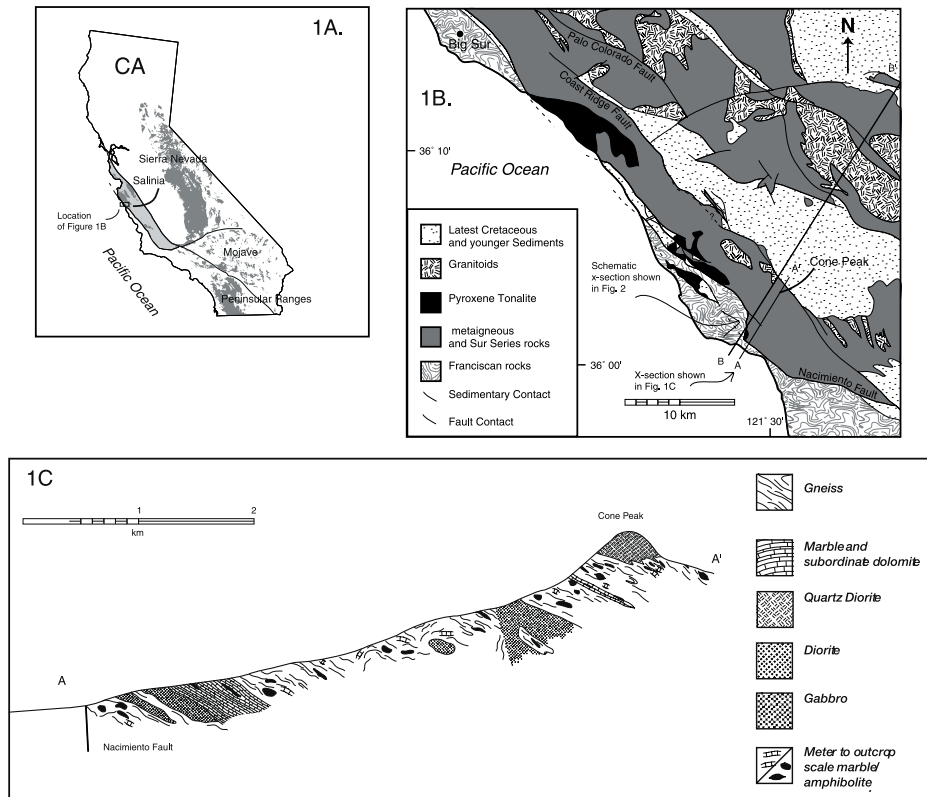 1A.
CA
Sierra Nevada
Salinia
Location
of Figure 1B
Mojave
Pacific Ocean
Peninsular Ranges
1B.
Big Sur
Palo Colorado Fault
Coast Ridge Fault
N
B'
36° 10'
Pacific Ocean
Latest Cretaceous
and younger Sediments
Granitoids
Pyroxene Tonalite
metaigneous
and Sur Series rocks
Franciscan rocks
Sedimentary Contact
Fault Contact
Schematic
x-section shown
in Fig. 2
A'
Cone Peak
36° 00'
B
A
X-section shown
in Fig. 1C
Nacimiento Fault
10 km
121° 30'
1C
1
2
km
Cone Peak
A'
A
Nacimiento Fault
Gneiss
Marble and
subordinate dolomite
Quartz Diorite
Diorite
Gabbro
Meter to outcrop
scale marble/
amphibolite